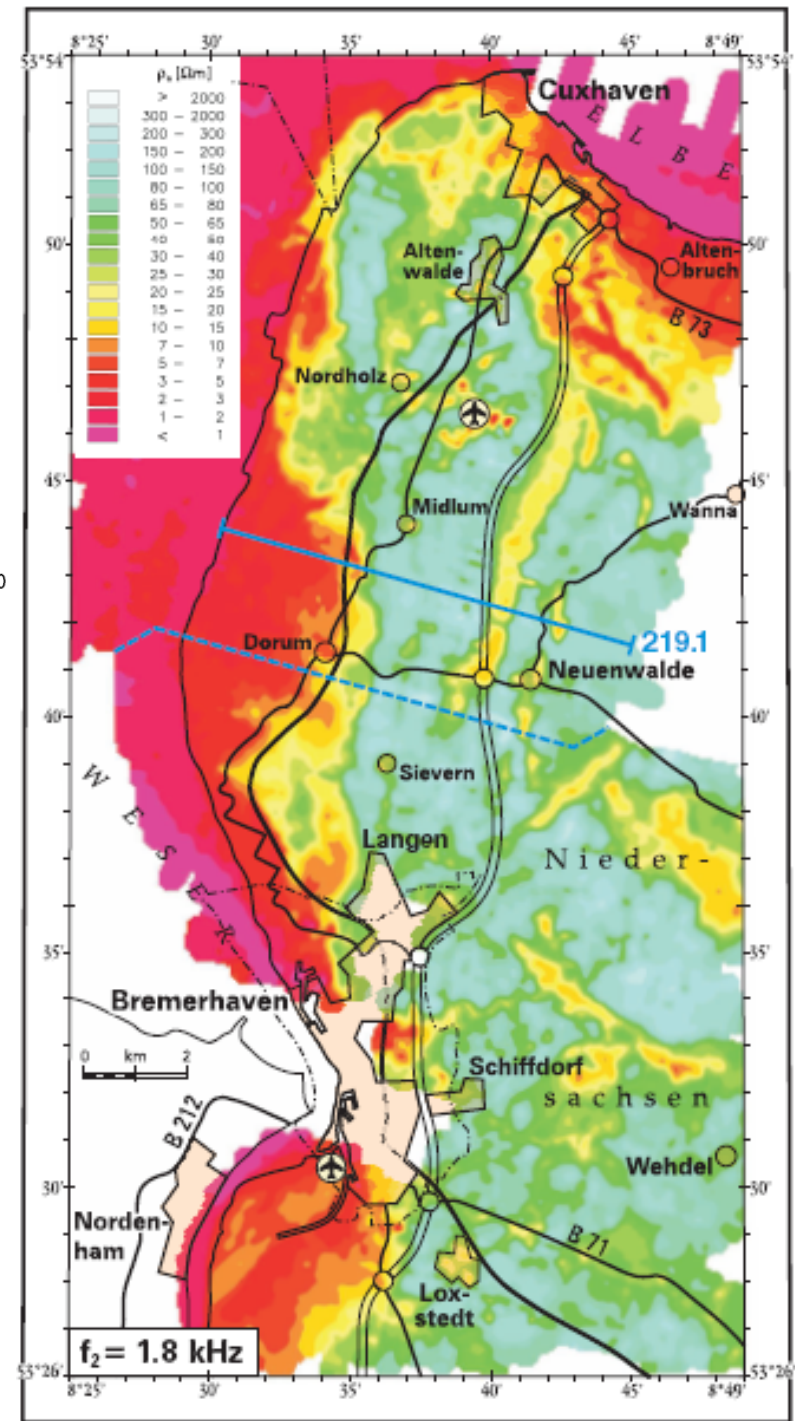 8°25' 30' 35' 40' 45' 8°49'
53°54' 53°54'
ρa [Ωm]
> 2000
300 – 2000
200 – 300
150 – 200
100 – 150
80 – 100
65 – 80
50 – 65
40 – 50
30 – 40
25 – 30
20 – 25
15 – 20
10 – 15
7 – 10
5 – 7
3 – 5
2 – 3
1 – 2
< 1
Cuxhaven
E L B E
50' 50'
Alten-
walde
Alten-
bruch
B 73
Nordholz
45' 45'
Midlum
Wanna
219.1
Dorum
Neuenwalde
40' 40'
Sievern
W E S E R
Langen
Nieder-
35' 35'
Bremerhaven
0 km 2
Schiffdorf
sachsen
B 212
Wehdel
30' 30'
Norden-
ham
B 71
Lox-
stedt
f2 = 1.8 kHz
53°26' 53°26'
8°25' 30' 35' 40' 45' 8°49'